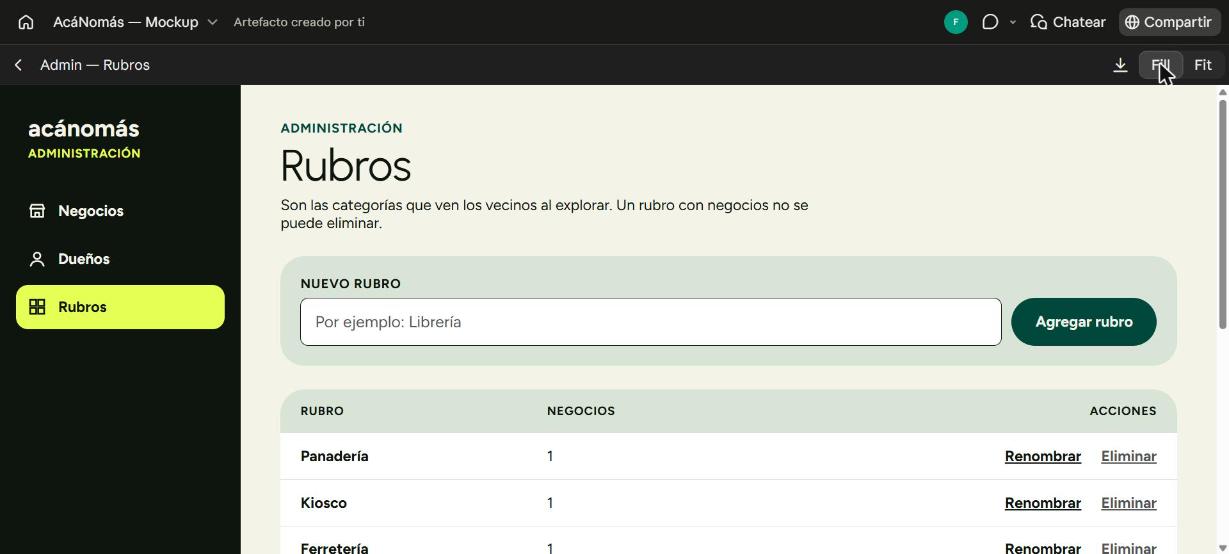 AcáNomás — Mockup
Artefacto creado por ti
F
Chatear
Compartir
Admin — Rubros
Fill
Fit
acánomás
ADMINISTRACIÓN
Negocios
Dueños
Rubros
ADMINISTRACIÓN
Rubros
Son las categorías que ven los vecinos al explorar. Un rubro con negocios no se
puede eliminar.
NUEVO RUBRO
Por ejemplo: Librería
Agregar rubro
RUBRO NEGOCIOS ACCIONES
Panadería 1 Renombrar Eliminar
Kiosco 1 Renombrar Eliminar
Ferretería 1 Renombrar Eliminar